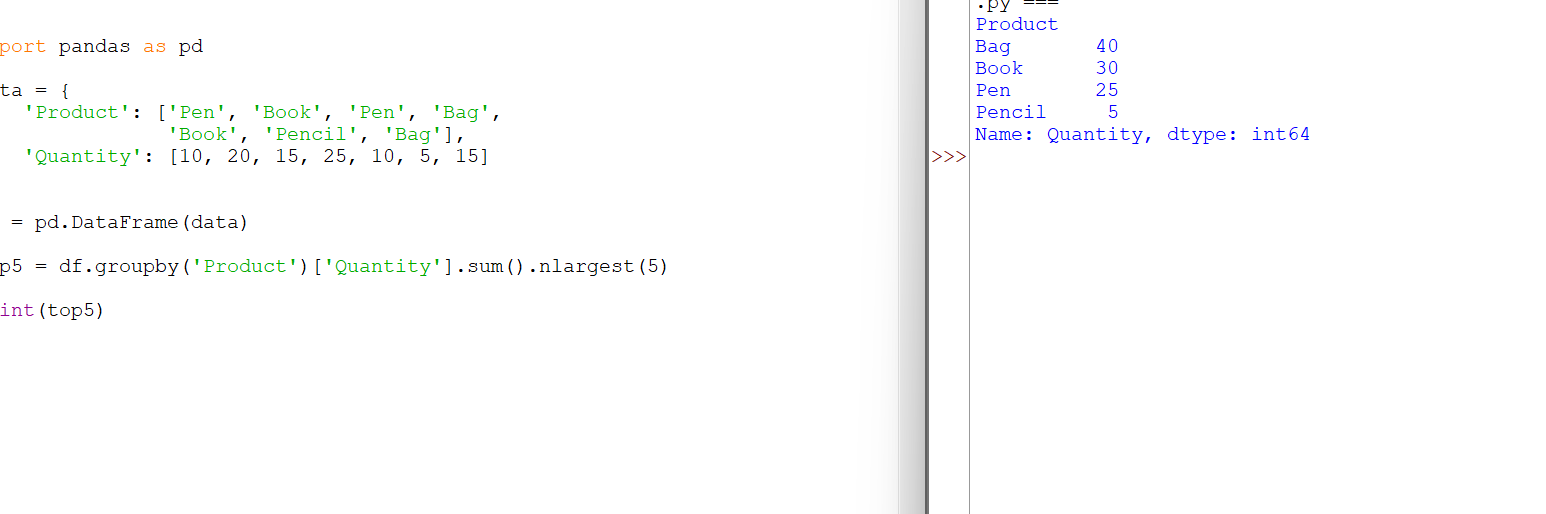 port pandas as pd
ta = {
'Product': ['Pen', 'Book', 'Pen', 'Bag',
'Book', 'Pencil', 'Bag'],
'Quantity': [10, 20, 15, 25, 10, 5, 15]
= pd.DataFrame(data)
p5 = df.groupby('Product')['Quantity'].sum().nlargest(5)
int(top5)
.py ===
Product
Bag 40
Book 30
Pen 25
Pencil 5
Name: Quantity, dtype: int64
>>>